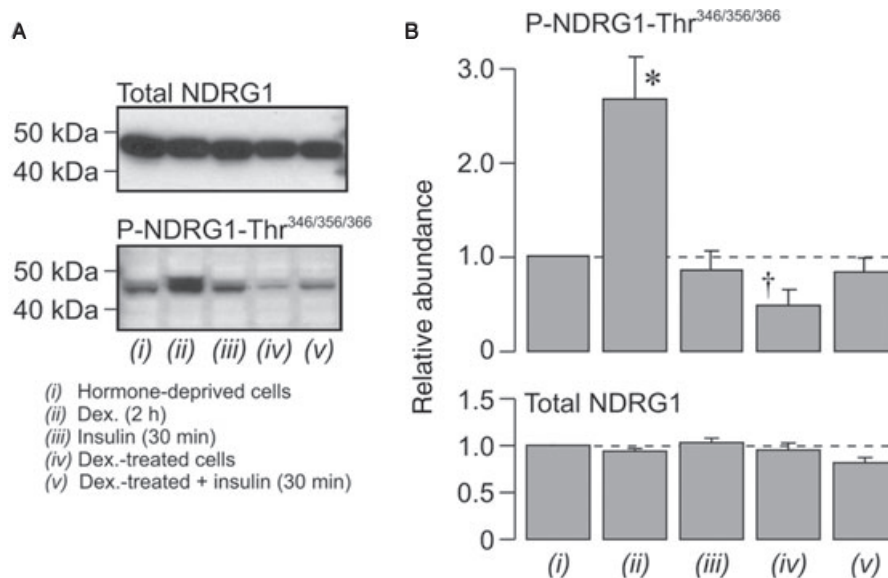 A
Total NDRG1
50 kDa
40 kDa
P-NDRG1-Thr346/356/366
50 kDa
40 kDa
(i) (ii) (iii) (iv) (v)
(i) Hormone-deprived cells
(ii) Dex. (2 h)
(iii) Insulin (30 min)
(iv) Dex.-treated cells
(v) Dex.-treated + insulin (30 min)
B
P-NDRG1-Thr346/356/366
Relative abundance
3.0
2.0
1.0
0
*
†
Total NDRG1
1.5
1.0
0.5
0
(i) (ii) (iii) (iv) (v)